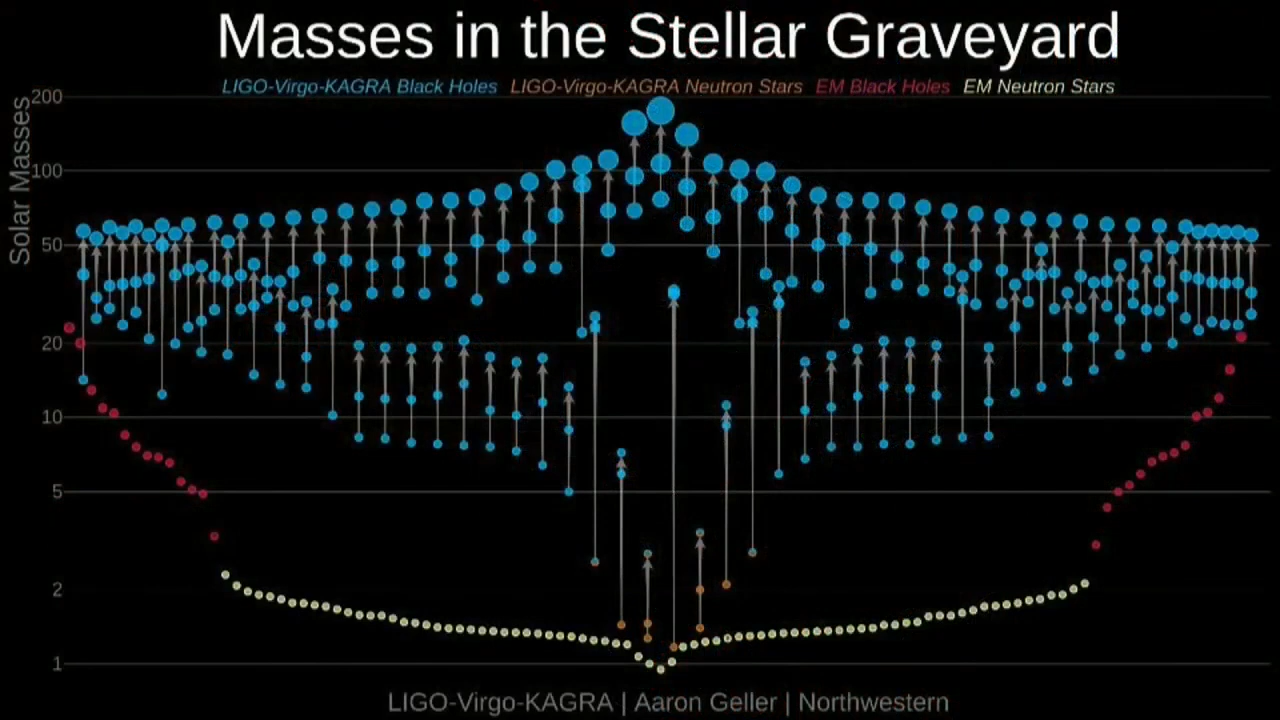 Masses in the Stellar Graveyard
LIGO-Virgo-KAGRA Black Holes LIGO-Virgo-KAGRA Neutron Stars EM Black Holes EM Neutron Stars
Solar Masses
200
100
50
20
10
5
2
1
LIGO-Virgo-KAGRA | Aaron Geller | Northwestern